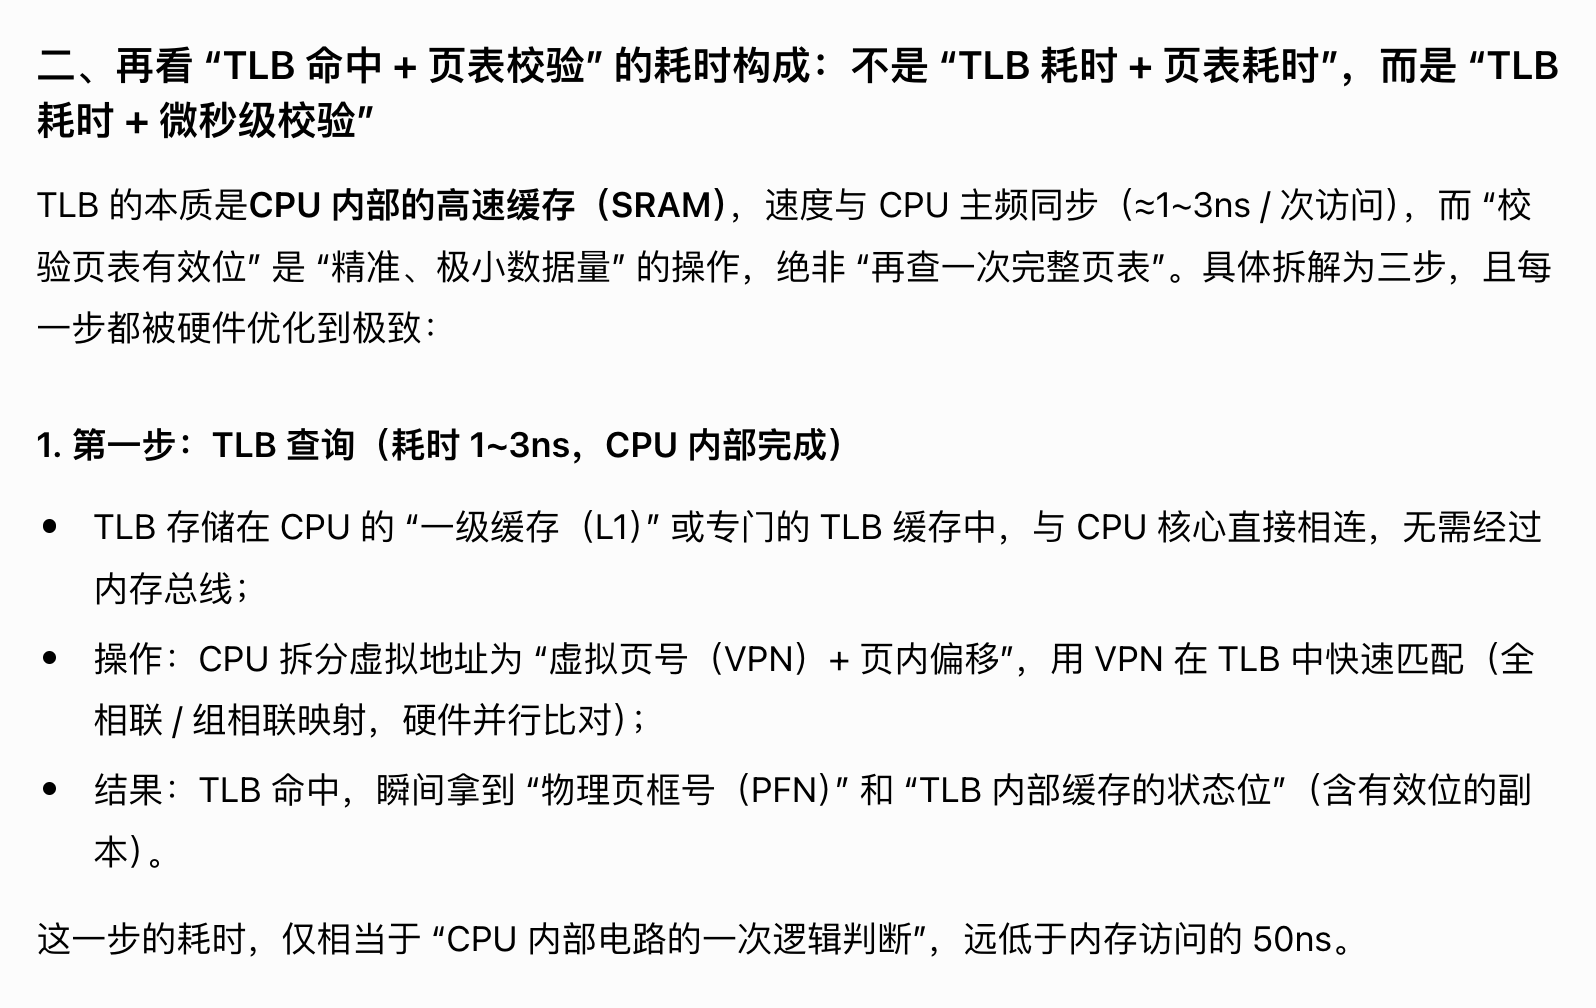 二、再看 “TLB 命中 + 页表校验” 的耗时构成：不是 “TLB 耗时 + 页表耗时”，而是 “TLB
耗时 + 微秒级校验”
TLB 的本质是CPU 内部的高速缓存（SRAM），速度与 CPU 主频同步（≈1~3ns / 次访问），而 “校
验页表有效位” 是 “精准、极小数据量” 的操作，绝非 “再查一次完整页表”。具体拆解为三步，且每
一步都被硬件优化到极致：
1. 第一步：TLB 查询（耗时 1~3ns，CPU 内部完成）
• TLB 存储在 CPU 的 “一级缓存（L1）” 或专门的 TLB 缓存中，与 CPU 核心直接相连，无需经过
内存总线；
• 操作：CPU 拆分虚拟地址为 “虚拟页号（VPN）+ 页内偏移”，用 VPN 在 TLB 中快速匹配（全
相联 / 组相联映射，硬件并行比对）；
• 结果：TLB 命中，瞬间拿到 “物理页框号（PFN）” 和 “TLB 内部缓存的状态位”（含有效位的副
本）。
这一步的耗时，仅相当于 “CPU 内部电路的一次逻辑判断”，远低于内存访问的 50ns。